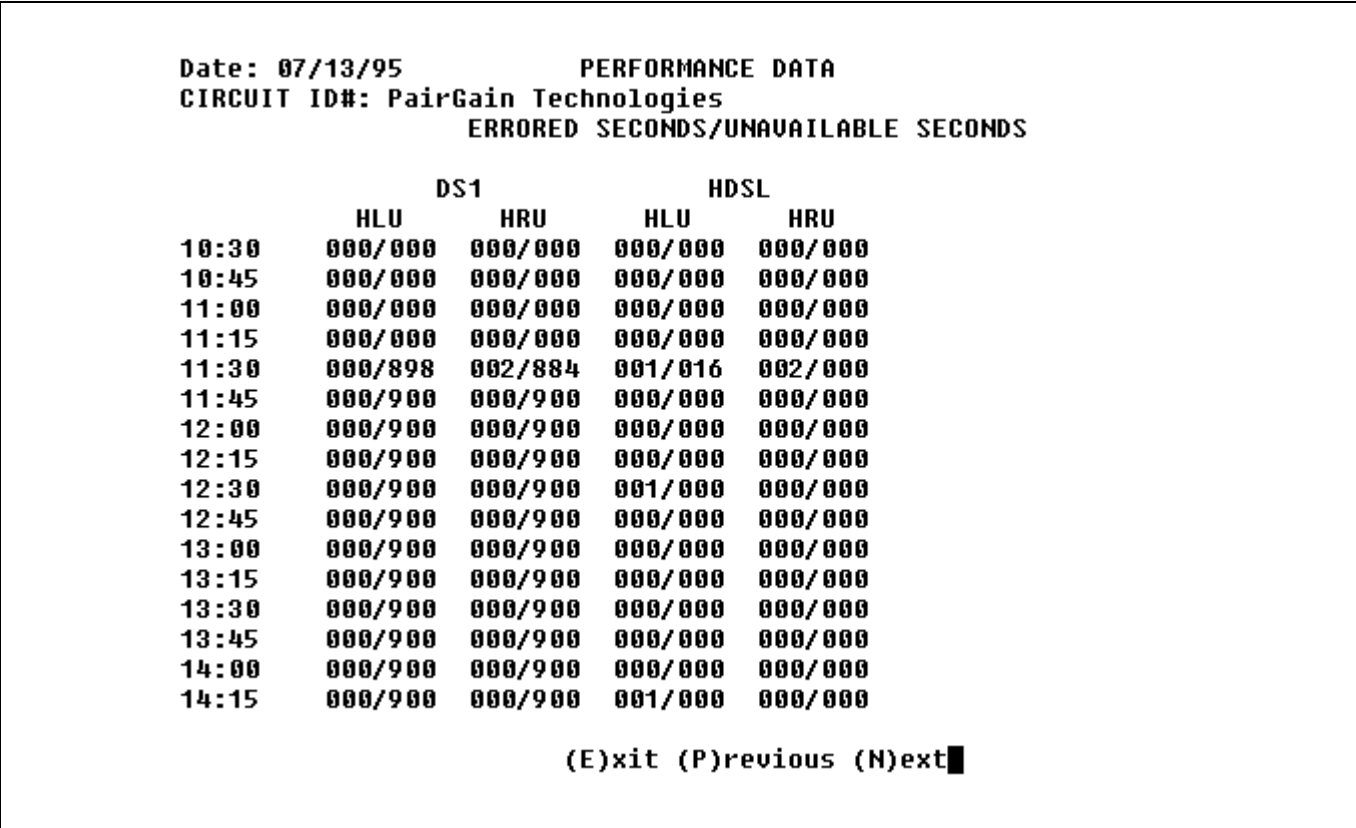 Date: 07/13/95 PERFORMANCE DATA
CIRCUIT ID#: PairGain Technologies
ERRORED SECONDS/UNAVAILABLE SECONDS
DS1 HDSL
HLU HRU HLU HRU
10:30 000/000 000/000 000/000 000/000
10:45 000/000 000/000 000/000 000/000
11:00 000/000 000/000 000/000 000/000
11:15 000/000 000/000 000/000 000/000
11:30 000/898 002/884 001/016 002/000
11:45 000/900 000/900 000/000 000/000
12:00 000/900 000/900 000/000 000/000
12:15 000/900 000/900 000/000 000/000
12:30 000/900 000/900 001/000 000/000
12:45 000/900 000/900 000/000 000/000
13:00 000/900 000/900 000/000 000/000
13:15 000/900 000/900 000/000 000/000
13:30 000/900 000/900 000/000 000/000
13:45 000/900 000/900 000/000 000/000
14:00 000/900 000/900 000/000 000/000
14:15 000/900 000/900 001/000 000/000
(E)xit (P)revious (N)ext